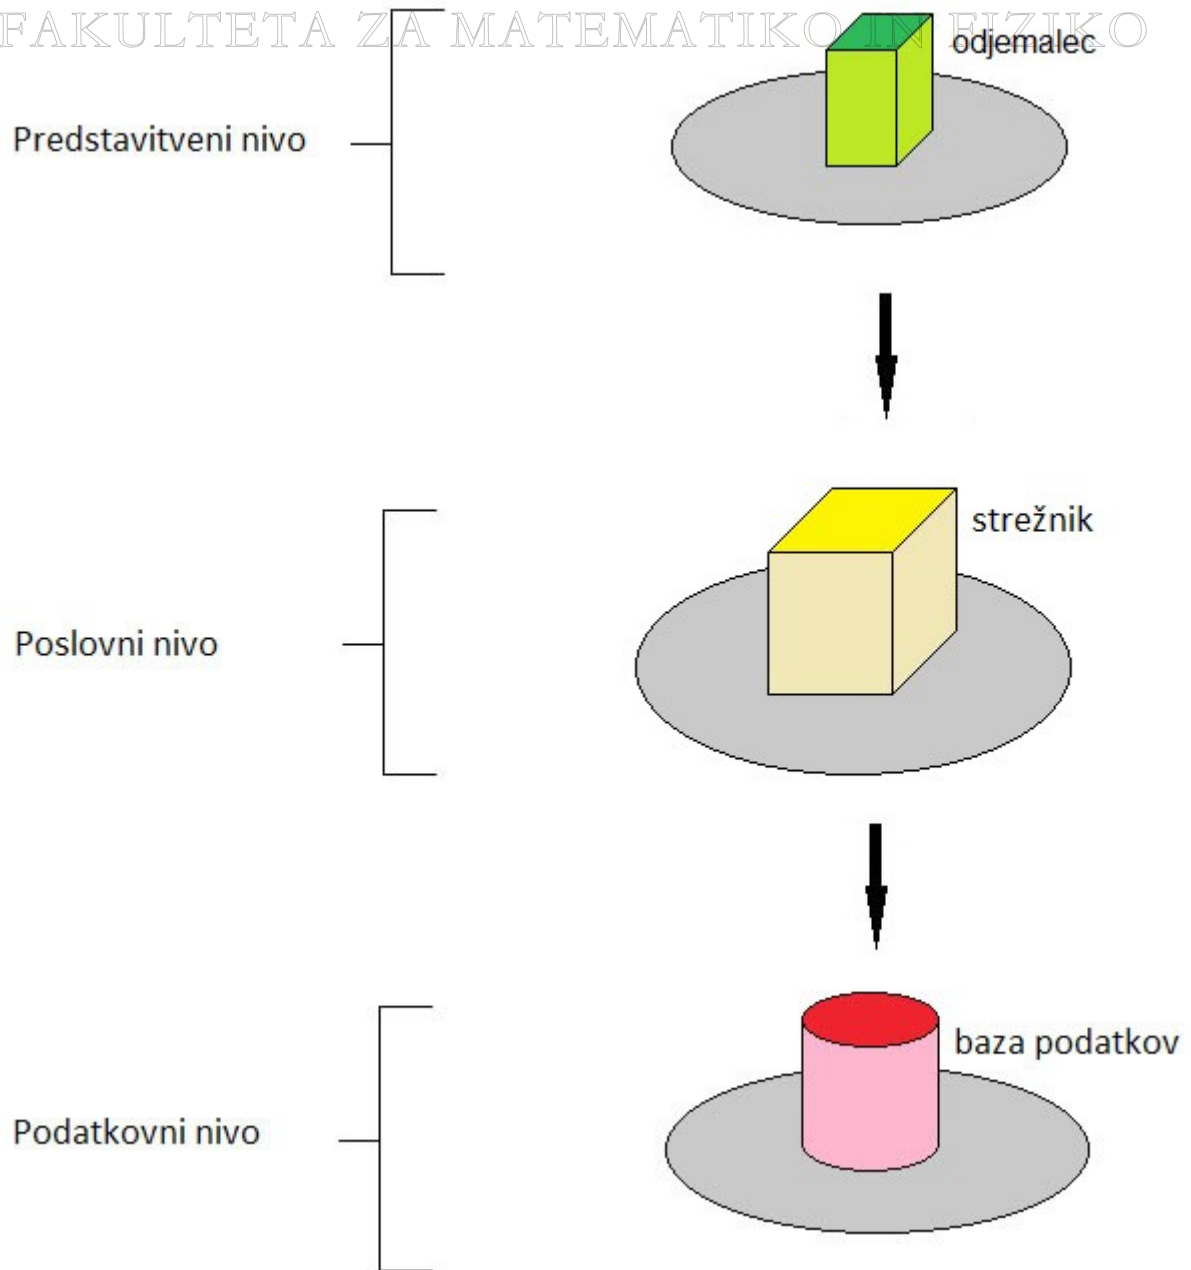 FAKULTETA ZA MATEMATIKO IN FIZIKO
odjemalec
Predstavitveni nivo
strežnik
Poslovni nivo
baza podatkov
Podatkovni nivo